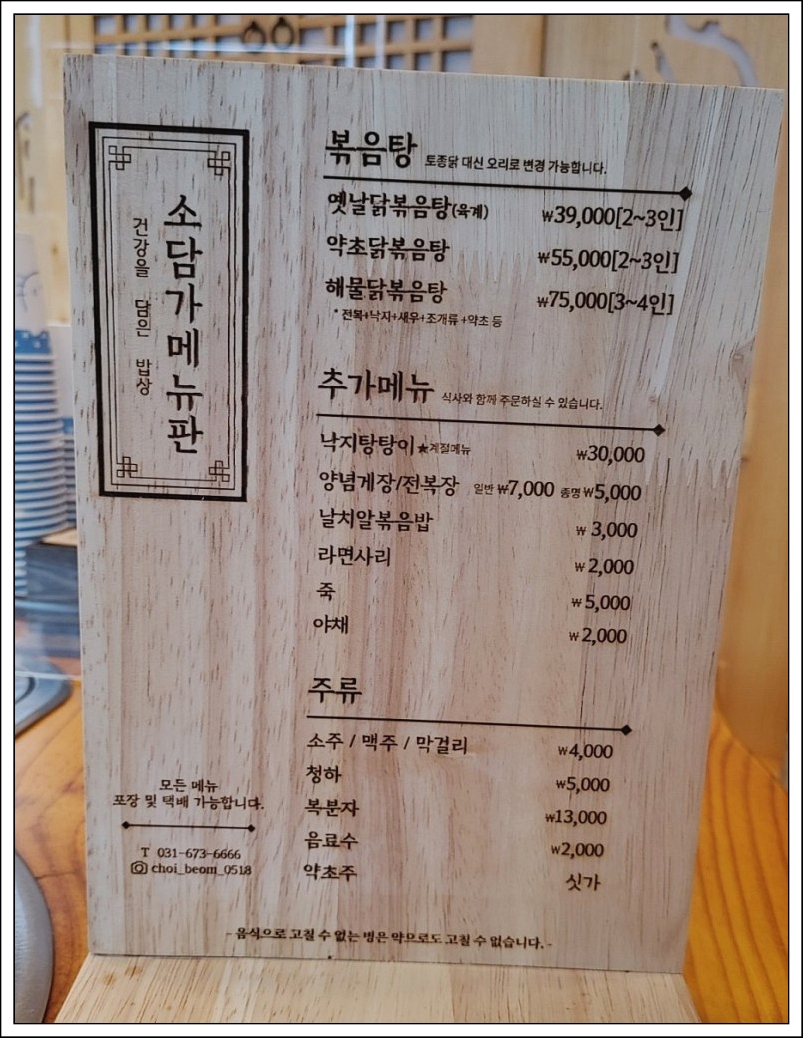 소담가메뉴판
건강을 담은 밥상
볶음탕 토종닭 대신 오리로 변경 가능합니다.
옛날닭볶음탕(육계) ₩39,000[2~3인]
약초닭볶음탕 ₩55,000[2~3인]
해물닭볶음탕 ₩75,000[3~4인]
* 전복+낙지+새우+조개류+약초 등
추가메뉴 식사와 함께 주문하실 수 있습니다.
낙지탕탕이★계절메뉴 ₩30,000
양념게장/전복장 일반 ₩7,000 종명 ₩5,000
날치알볶음밥 ₩ 3,000
라면사리 ₩ 2,000
죽 ₩ 5,000
야채 ₩ 2,000
주류
소주 / 맥주 / 막걸리 ₩4,000
청하 ₩5,000
복분자 ₩13,000
음료수 ₩2,000
약초주 싯가
모든 메뉴
포장 및 택배 가능합니다.
T 031-673-6666
choi_beom_0518
- 음식으로 고칠 수 없는 병은 약으로도 고칠 수 없습니다. -